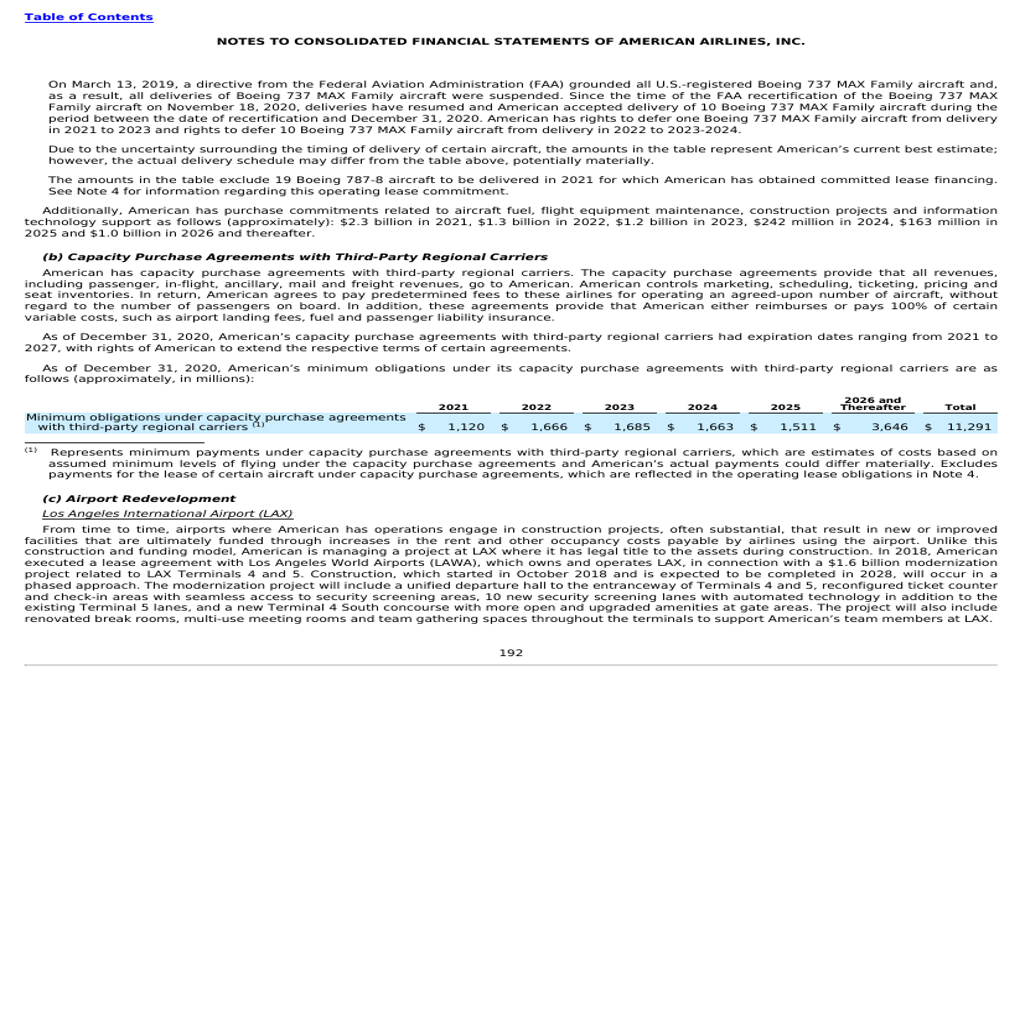 Table of Contents
NOTES TO CONSOLIDATED FINANCIAL STATEMENTS OF AMERICAN AIRLINES, INC.
On March 13, 2019, a directive from the Federal Aviation Administration (FAA) grounded all U.S.-registered Boeing 737 MAX Family aircraft and,
as a result, all deliveries of Boeing 737 MAX Family aircraft were suspended. Since the time of the FAA recertification of the Boeing 737 MAX
Family aircraft on November 18, 2020, deliveries have resumed and American accepted delivery of 10 Boeing 737 MAX Family aircraft during the
period between the date of recertification and December 31, 2020. American has rights to defer one Boeing 737 MAX Family aircraft from delivery
in 2021 to 2023 and rights to defer 10 Boeing 737 MAX Family aircraft from delivery in 2022 to 2023-2024.
Due to the uncertainty surrounding the timing of delivery of certain aircraft, the amounts in the table represent American's current best estimate;
however, the actual delivery schedule may differ from the table above, potentially materially.
The amounts in the table exclude 19 Boeing 787-8 aircraft to be delivered in 2021 for which American has obtained committed lease financing.
See Note 4 for information regarding this operating lease commitment.
Additionally, American has purchase commitments related to aircraft fuel, flight equipment maintenance, construction projects and information
technology support as follows (approximately): $2.3 billion in 2021, $1.3 billion in 2022, $1.2 billion in 2023, $242 million in 2024, $163 million in
2025 and $1.0 billion in 2026 and thereafter.
(b) Capacity Purchase Agreements with Third-Party Regional Carriers
American has capacity purchase agreements with third-party regional carriers. The capacity purchase agreements provide that all revenues,
including passenger, in-flight, ancillary, mail and freight revenues, go to American. American controls marketing, scheduling, ticketing, pricing and
seat inventories. In return, American agrees to pay predetermined fees to these airlines for operating an agreed-upon number of aircraft, without
regard to the number of passengers on board. In addition, these agreements provide that American either reimburses or pays 100% of certain
variable costs, such as airport landing fees, fuel and passenger liability insurance.
As of December 31, 2020, American's capacity purchase agreements with third-party regional carriers had expiration dates ranging from 2021 to
2027, with rights of American to extend the respective terms of certain agreements.
As of December 31, 2020, American's minimum obligations under its capacity purchase agreements with third-party regional carriers are as
follows (approximately, in millions):
2021 2022 2023 2024 2025 2026 and Thereafter Total
Minimum obligations under capacity purchase agreements
with third-party regional carriers (1) $ 1,120 $ 1,666 $ 1,685 $ 1,663 $ 1,511 $ 3,646 $ 11,291
(1) Represents minimum payments under capacity purchase agreements with third-party regional carriers, which are estimates of costs based on
assumed minimum levels of flying under the capacity purchase agreements and American's actual payments could differ materially. Excludes
payments for the lease of certain aircraft under capacity purchase agreements, which are reflected in the operating lease obligations in Note 4.
(c) Airport Redevelopment
Los Angeles International Airport (LAX)
From time to time, airports where American has operations engage in construction projects, often substantial, that result in new or improved
facilities that are ultimately funded through increases in the rent and other occupancy costs payable by airlines using the airport. Unlike this
construction and funding model, American is managing a project at LAX where it has legal title to the assets during construction. In 2018, American
executed a lease agreement with Los Angeles World Airports (LAWA), which owns and operates LAX, in connection with a $1.6 billion modernization
project related to LAX Terminals 4 and 5. Construction, which started in October 2018 and is expected to be completed in 2028, will occur in a
phased approach. The modernization project will include a unified departure hall to the entranceway of Terminals 4 and 5, reconfigured ticket counter
and check-in areas with seamless access to security screening areas, 10 new security screening lanes with automated technology in addition to the
existing Terminal 5 lanes, and a new Terminal 4 South concourse with more open and upgraded amenities at gate areas. The project will also include
renovated break rooms, multi-use meeting rooms and team gathering spaces throughout the terminals to support American's team members at LAX.
192